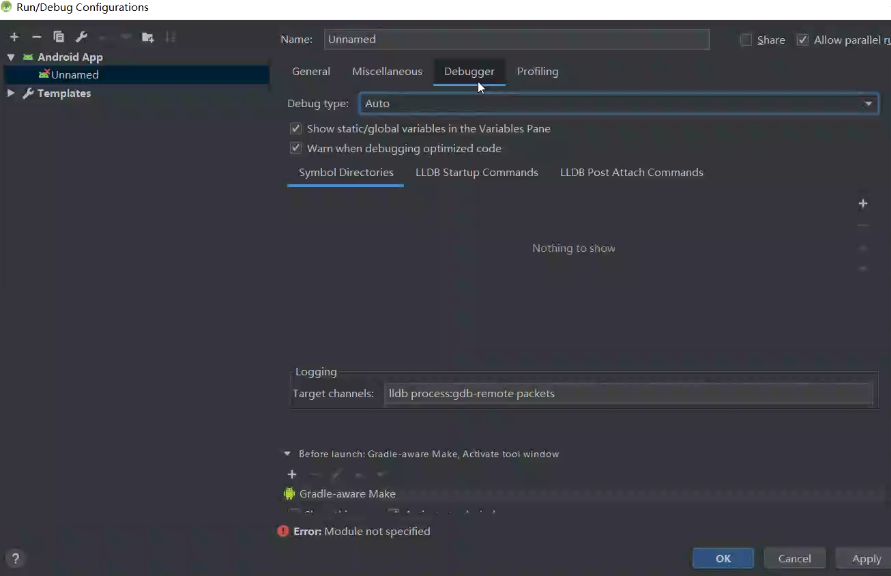 Run/Debug Configurations
Name: Unnamed
Share
Allow parallel
Android App
Unnamed
Templates
General Miscellaneous Debugger Profiling
Debug type: Auto
Show static/global variables in the Variables Pane
Warn when debugging optimized code
Symbol Directories LLDB Startup Commands LLDB Post Attach Commands
Nothing to show
Logging
Target channels: lldb process:gdb-remote packets
Before launch: Gradle-aware Make, Activate tool window
Gradle-aware Make
Error: Module not specified
? OK Cancel Apply